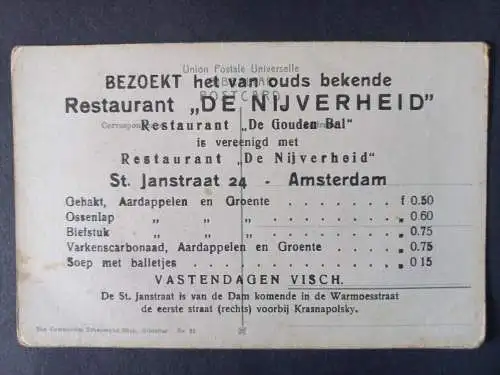 Union Postale Universelle
BEZOEKT het van ouds bekende
POSTCARD
Restaurant „DE NIJVERHEID”
Restaurant „De Gouden Bal”
is vereenigd met
Restaurant „De Nijverheid”
St. Janstraat 24 - Amsterdam
Gehakt, Aardappelen en Groente . . . . . . . f 0.50
Ossenlap „ „ „ . . . . . . . „ 0.60
Biefstuk „ „ „ . . . . . . . „ 0.75
Varkenscarbonaad, Aardappelen en Groente . . . . „ 0.75
Soep met balletjes . . . . . . . . . . . „ 0 15
VASTENDAGEN VISCH.
De St. Janstraat is van de Dam komende in de Warmoesstraat
de eerste straat (rechts) voorbij Krasnapolsky.